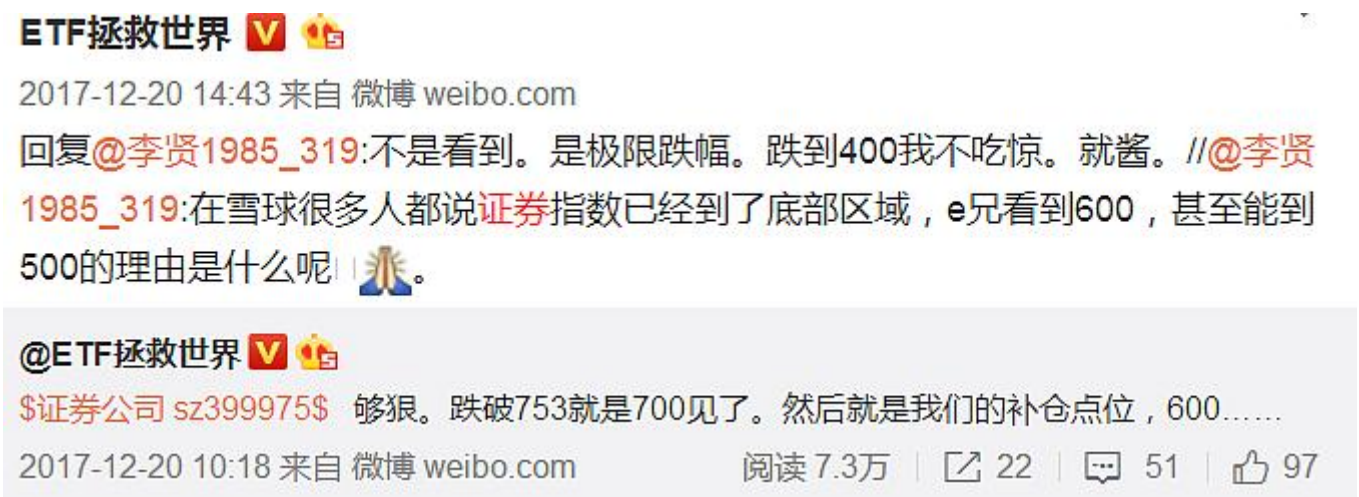 ETF拯救世界
2017-12-20 14:43 来自 微博 weibo.com
回复@李贤1985_319:不是看到。是极限跌幅。跌到400我不吃惊。就酱。//@李贤
1985_319:在雪球很多人都说证券指数已经到了底部区域，e兄看到600，甚至能到
500的理由是什么呢🙏。
@ETF拯救世界
$证券公司 sz399975$ 够狠。跌破753就是700见了。然后就是我们的补仓点位，600......
2017-12-20 10:18 来自 微博 weibo.com 阅读 7.3万 22 51 97